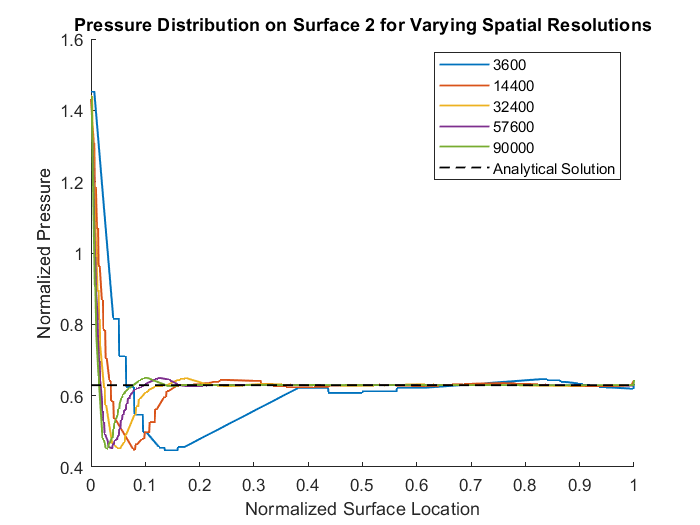 Pressure Distribution on Surface 2 for Varying Spatial Resolutions
1.6
1.4
1.2
1
0.8
0.6
0.4
Normalized Pressure
3600
14400
32400
57600
90000
Analytical Solution
0 0.1 0.2 0.3 0.4 0.5 0.6 0.7 0.8 0.9 1
Normalized Surface Location